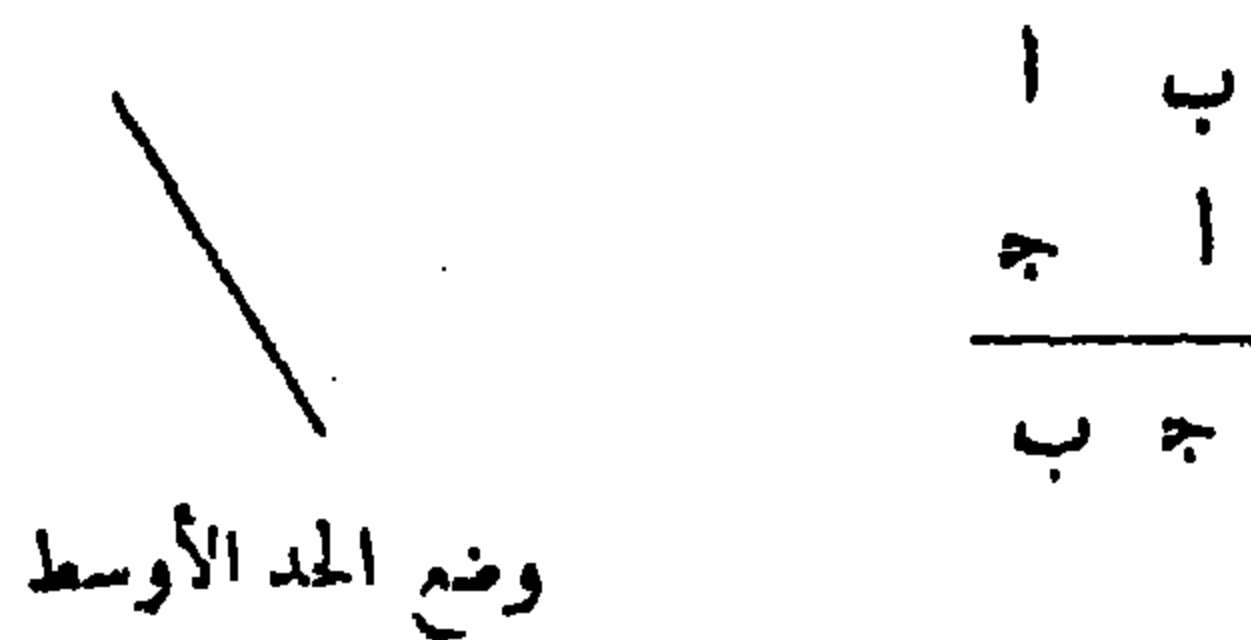 ب ا
ا ج
ج ب
وضع الحد الأوسط